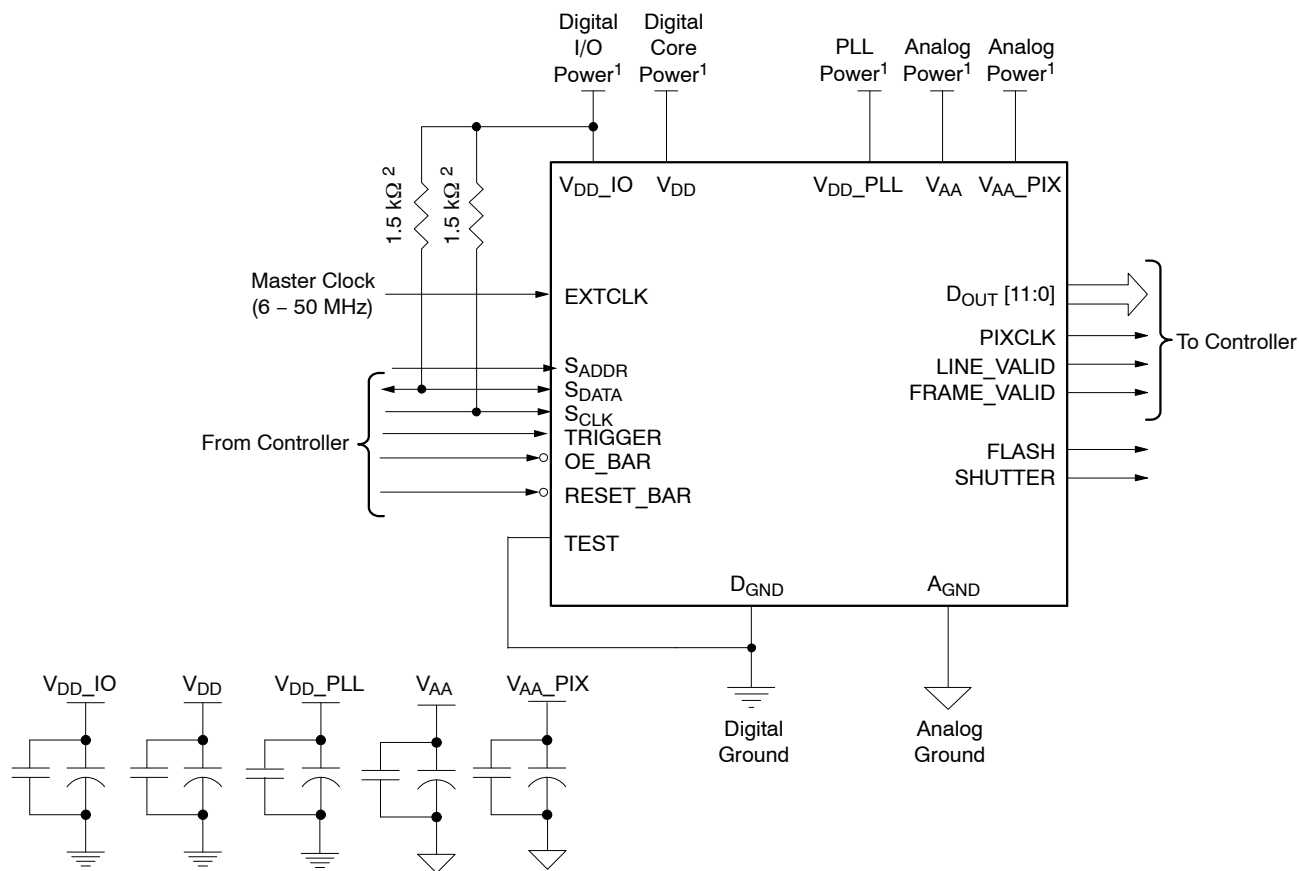 Digital
I/O
Power1
Digital
Core
Power1
PLL
Power1
Analog
Power1
Analog
Power1
1.5 kΩ 2
1.5 kΩ 2
VDD_IO
VDD
VDD_PLL
VAA
VAA_PIX
Master Clock
(6 – 50 MHz)
EXTCLK
SADDR
SDATA
SCLK
TRIGGER
OE_BAR
RESET_BAR
TEST
From Controller
DOUT [11:0]
PIXCLK
LINE_VALID
FRAME_VALID
To Controller
FLASH
SHUTTER
DGND
AGND
Digital
Ground
Analog
Ground
VDD_IO
VDD
VDD_PLL
VAA
VAA_PIX